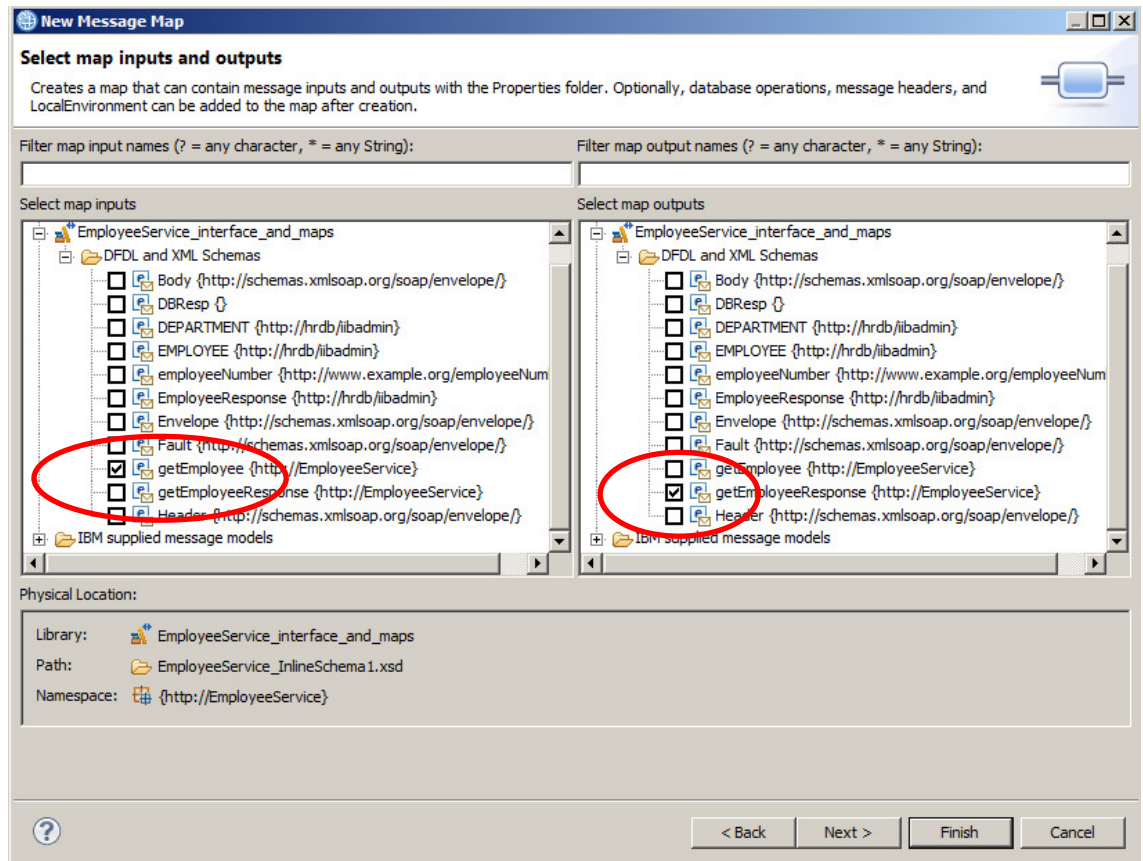 New Message Map
Select map inputs and outputs
Creates a map that can contain message inputs and outputs with the Properties folder. Optionally, database operations, message headers, and
LocalEnvironment can be added to the map after creation.
Filter map input names (? = any character, * = any String):
Select map inputs
EmployeeService_interface_and_maps
DFDL and XML Schemas
Body {http://schemas.xmlsoap.org/soap/envelope/}
DBResp {}
DEPARTMENT {http://hrdb/iibadmin}
EMPLOYEE {http://hrdb/iibadmin}
employeeNumber {http://www.example.org/employeeNum
EmployeeResponse {http://hrdb/iibadmin}
Envelope {http://schemas.xmlsoap.org/soap/envelope/}
Fault {http://schemas.xmlsoap.org/soap/envelope/}
getEmployee {http://EmployeeService}
getEmployeeResponse {http://EmployeeService}
Header {http://schemas.xmlsoap.org/soap/envelope/}
IBM supplied message models
Filter map output names (? = any character, * = any String):
Select map outputs
EmployeeService_interface_and_maps
DFDL and XML Schemas
Body {http://schemas.xmlsoap.org/soap/envelope/}
DBResp {}
DEPARTMENT {http://hrdb/iibadmin}
EMPLOYEE {http://hrdb/iibadmin}
employeeNumber {http://www.example.org/employeeNum
EmployeeResponse {http://hrdb/iibadmin}
Envelope {http://schemas.xmlsoap.org/soap/envelope/}
Fault {http://schemas.xmlsoap.org/soap/envelope/}
getEmployee {http://EmployeeService}
getEmployeeResponse {http://EmployeeService}
Header {http://schemas.xmlsoap.org/soap/envelope/}
IBM supplied message models
Physical Location:
Library: EmployeeService_interface_and_maps
Path: EmployeeService_InlineSchema1.xsd
Namespace: {http://EmployeeService}
< Back Next > Finish Cancel